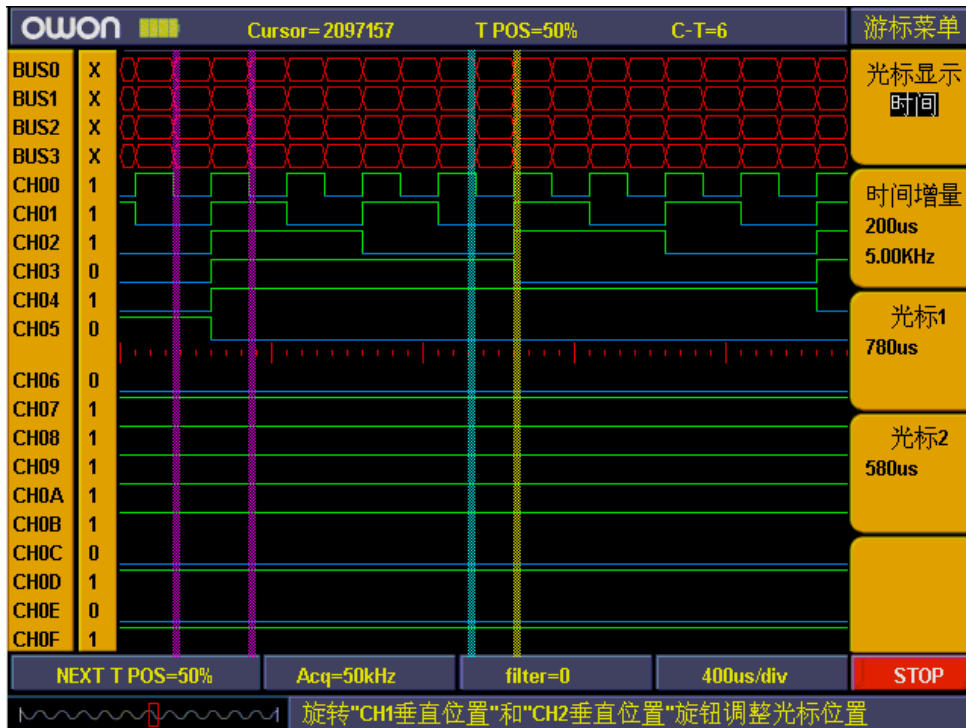 owon Cursor=2097157 T POS=50% C-T=6 游标菜单
BUS0 X
BUS1 X
BUS2 X
BUS3 X
CH00 1
CH01 1
CH02 1
CH03 0
CH04 1
CH05 0
CH06 0
CH07 1
CH08 1
CH09 1
CH0A 1
CH0B 1
CH0C 0
CH0D 1
CH0E 0
CH0F 1
光标显示
时间
时间增量
200us
5.00KHz
光标1
780us
光标2
580us
NEXT T POS=50% Acq=50kHz filter=0 400us/div STOP
旋转"CH1垂直位置"和"CH2垂直位置"旋钮调整光标位置